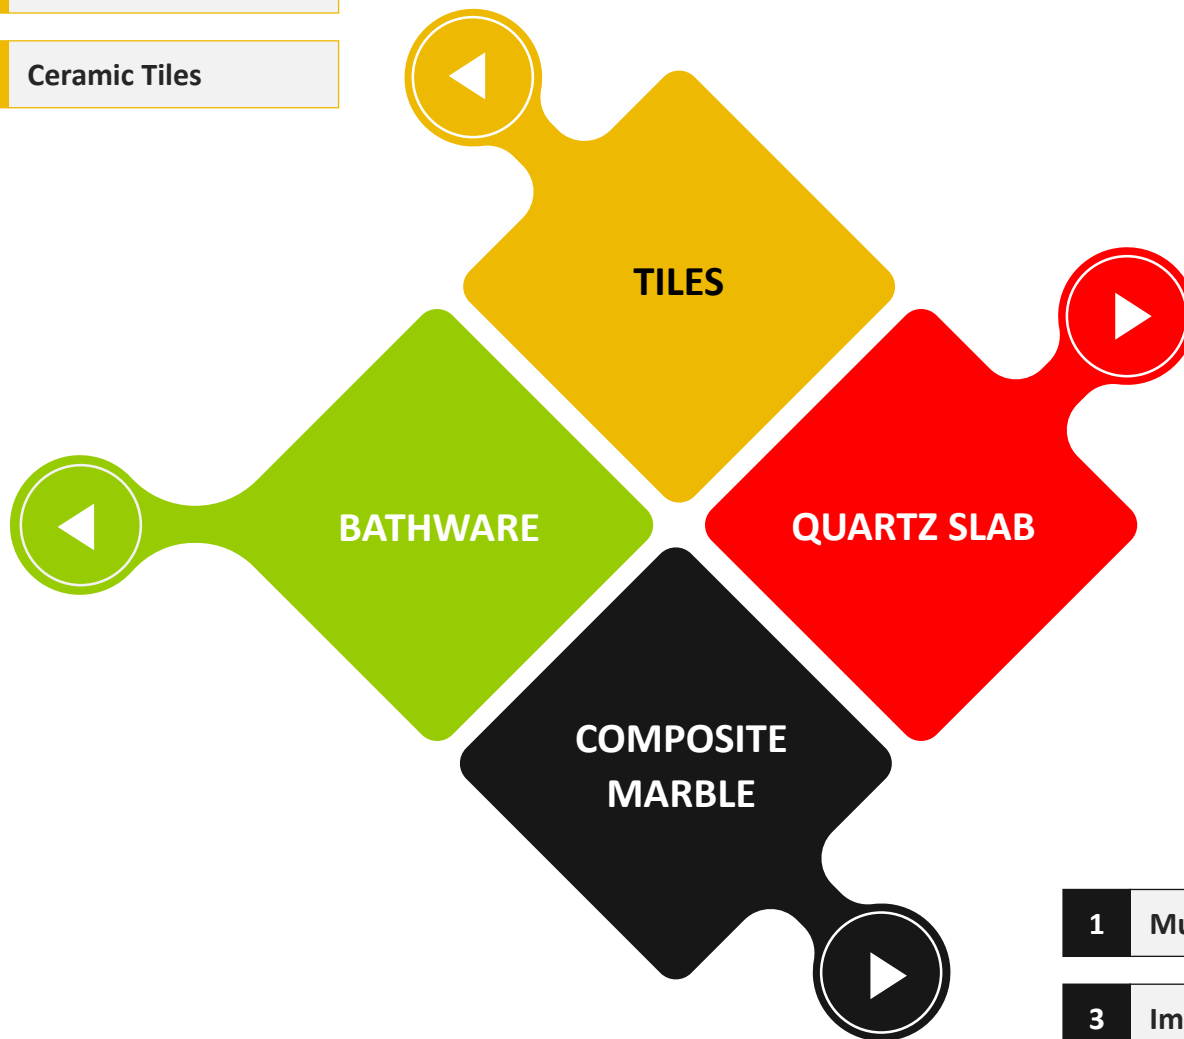 Ceramic Tiles
TILES
BATHWARE
QUARTZ SLAB
COMPOSITE
MARBLE
1
3